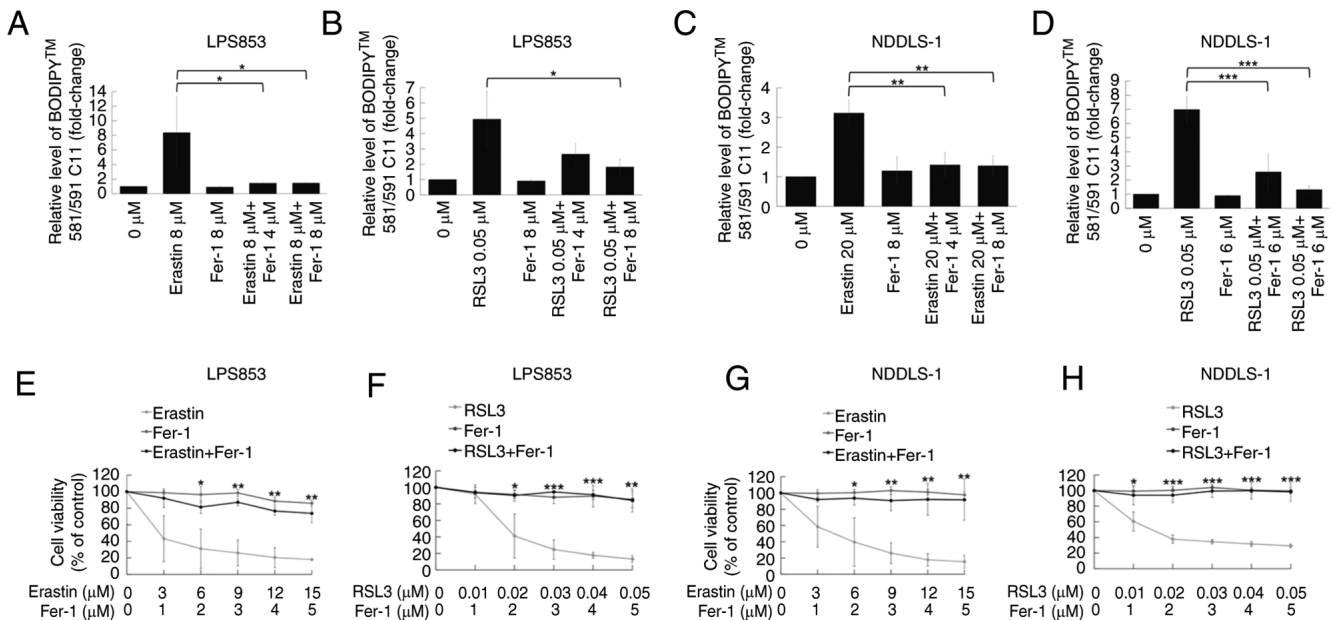 A
LPS853
Relative level of BODIPY™
581/591 C11 (fold-change)
14
12
10
8
6
4
2
0
*
*
0 μM
Erastin 8 μM
Fer-1 8 μM
Erastin 8 μM+
Fer-1 4 μM
Erastin 8 μM+
Fer-1 8 μM
B
LPS853
Relative level of BODIPY™
581/591 C11 (fold-change)
7
6
5
4
3
2
1
0
*
0 μM
RSL3 0.05 μM
Fer-1 8 μM
RSL3 0.05 μM+
Fer-1 4 μM
RSL3 0.05 μM+
Fer-1 8 μM
C
NDDLS-1
Relative level of BODIPY™
581/591 C11 (fold-change)
4
3
2
1
0
**
**
0 μM
Erastin 20 μM
Fer-1 8 μM
Erastin 20 μM+
Fer-1 4 μM
Erastin 20 μM+
Fer-1 8 μM
D
NDDLS-1
Relative level of BODIPY™
581/591 C11 (fold-change)
9
8
7
6
5
4
2
1
0
***
***
0 μM
RSL3 0.05 μM
Fer-1 6 μM
RSL3 0.05 μM+
Fer-1 6 μM
RSL3 0.05 μM+
Fer-1 6 μM
E
LPS853
Erastin
Fer-1
Erastin+Fer-1
Cell viability
(% of control)
120
100
80
60
40
20
0
* ** ** **
Erastin (μM) 0 3 6 9 12 15
Fer-1 (μM) 0 1 2 3 4 5
F
LPS853
RSL3
Fer-1
RSL3+Fer-1
120
100
80
60
40
20
0
* *** *** **
RSL3 (μM) 0 0.01 0.02 0.03 0.04 0.05
Fer-1 (μM) 0 1 2 3 4 5
G
NDDLS-1
Erastin
Fer-1
Erastin+Fer-1
Cell viability
(% of control)
120
100
80
60
40
20
0
* ** ** **
Erastin (μM) 0 3 6 9 12 15
Fer-1 (μM) 0 1 2 3 4 5
H
NDDLS-1
RSL3
Fer-1
RSL3+Fer-1
120
100
80
60
40
20
0
* *** *** *** ***
RSL3 (μM) 0 0.01 0.02 0.03 0.04 0.05
Fer-1 (μM) 0 1 2 3 4 5